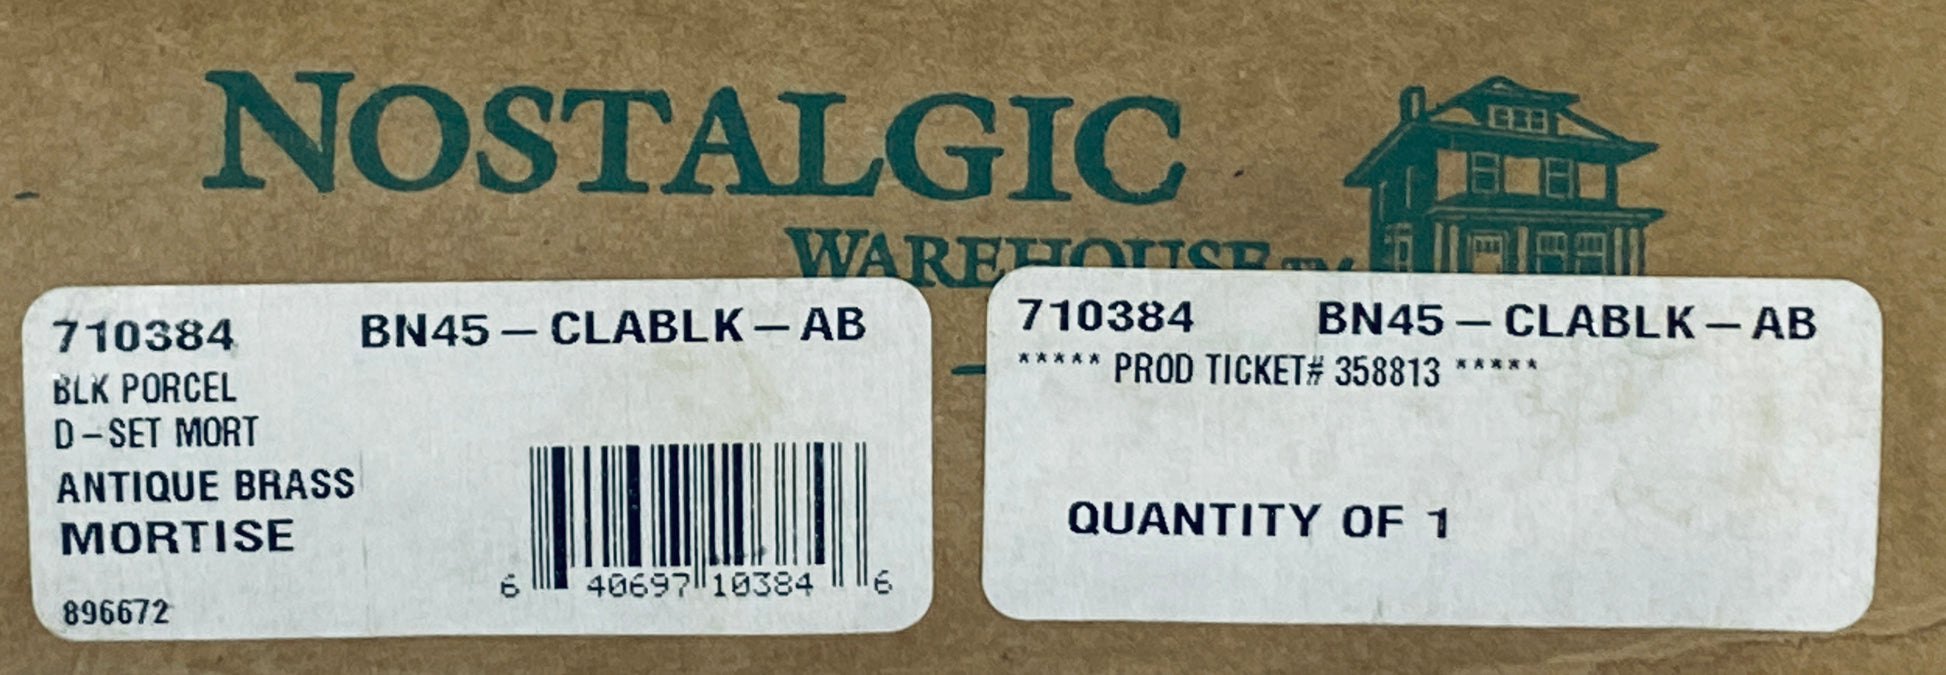 NOSTALGIC
WAREHOUSE™
710384 BN45–CLABLK–AB
BLK PORCEL
D–SET MORT
ANTIQUE BRASS
MORTISE
6 40697 10384 6
896672
710384 BN45–CLABLK–AB
***** PROD TICKET# 358813 *****
QUANTITY OF 1